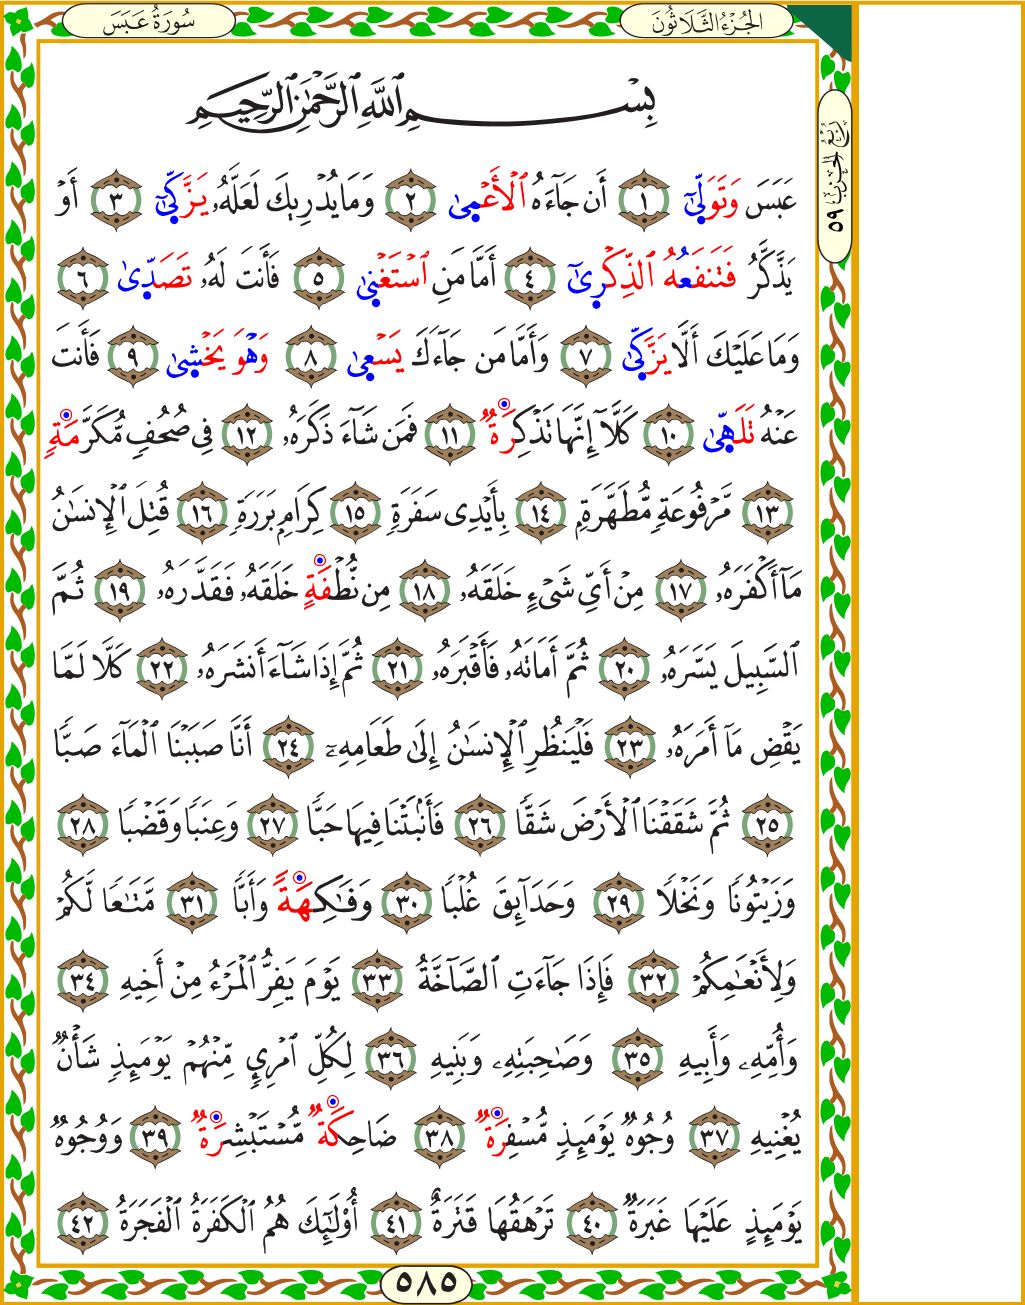 الجُزْءُ الثَّلَاثُونَ
سُورَةُ عَبَسَ
رُبُعُ الحِزْب ٥٩
بِسْمِ ٱللَّهِ ٱلرَّحْمَٰنِ ٱلرَّحِيمِ
عَبَسَ وَتَوَلَّىٰٓ ١ أَن جَآءَهُ ٱلْأَعْمَىٰ ٢ وَمَا يُدْرِيكَ لَعَلَّهُۥ يَزَّكَّىٰٓ ٣ أَوْ
يَذَّكَّرُ فَتَنفَعُهُ ٱلذِّكْرَىٰٓ ٤ أَمَّا مَنِ ٱسْتَغْنَىٰ ٥ فَأَنتَ لَهُۥ تَصَدَّىٰ ٦
وَمَا عَلَيْكَ أَلَّا يَزَّكَّىٰ ٧ وَأَمَّا مَن جَآءَكَ يَسْعَىٰ ٨ وَهْوَ يَخْشَىٰ ٩ فَأَنتَ
عَنْهُ تَلَهَّىٰ ١٠ كَلَّآ إِنَّهَا تَذْكِرَةٌ ١١ فَمَن شَآءَ ذَكَرَهُۥ ١٢ فِى صُحُفٍ مُّكَرَّمَةٍ
١٣ مَّرْفُوعَةٍ مُّطَهَّرَةٍۭ ١٤ بِأَيْدِى سَفَرَةٍ ١٥ كِرَامٍۭ بَرَرَةٍ ١٦ قُتِلَ ٱلْإِنسَٰنُ
مَآ أَكْفَرَهُۥ ١٧ مِنْ أَىِّ شَىْءٍ خَلَقَهُۥ ١٨ مِن نُّطْفَةٍ خَلَقَهُۥ فَقَدَّرَهُۥ ١٩ ثُمَّ
ٱلسَّبِيلَ يَسَّرَهُۥ ٢٠ ثُمَّ أَمَاتَهُۥ فَأَقْبَرَهُۥ ٢١ ثُمَّ إِذَا شَآءَ أَنشَرَهُۥ ٢٢ كَلَّا لَمَّا
يَقْضِ مَآ أَمَرَهُۥ ٢٣ فَلْيَنظُرِ ٱلْإِنسَٰنُ إِلَىٰ طَعَامِهِۦٓ ٢٤ أَنَّا صَبَبْنَا ٱلْمَآءَ صَبًّا
٢٥ ثُمَّ شَقَقْنَا ٱلْأَرْضَ شَقًّا ٢٦ فَأَنۢبَتْنَا فِيهَا حَبًّا ٢٧ وَعِنَبًا وَقَضْبًا ٢٨
وَزَيْتُونًا وَنَخْلًا ٢٩ وَحَدَآئِقَ غُلْبًا ٣٠ وَفَٰكِهَةً وَأَبًّا ٣١ مَّتَٰعًا لَّكُمْ
وَلِأَنْعَٰمِكُمْ ٣٢ فَإِذَا جَآءَتِ ٱلصَّآخَّةُ ٣٣ يَوْمَ يَفِرُّ ٱلْمَرْءُ مِنْ أَخِيهِ ٣٤
وَأُمِّهِۦ وَأَبِيهِ ٣٥ وَصَٰحِبَتِهِۦ وَبَنِيهِ ٣٦ لِكُلِّ ٱمْرِئٍ مِّنْهُمْ يَوْمَئِذٍ شَأْنٌ
يُغْنِيهِ ٣٧ وُجُوهٌ يَوْمَئِذٍ مُّسْفِرَةٌ ٣٨ ضَاحِكَةٌ مُّسْتَبْشِرَةٌ ٣٩ وَوُجُوهٌ
يَوْمَئِذٍ عَلَيْهَا غَبَرَةٌ ٤٠ تَرْهَقُهَا قَتَرَةٌ ٤١ أُو۟لَٰٓئِكَ هُمُ ٱلْكَفَرَةُ ٱلْفَجَرَةُ ٤٢
٥٨٥